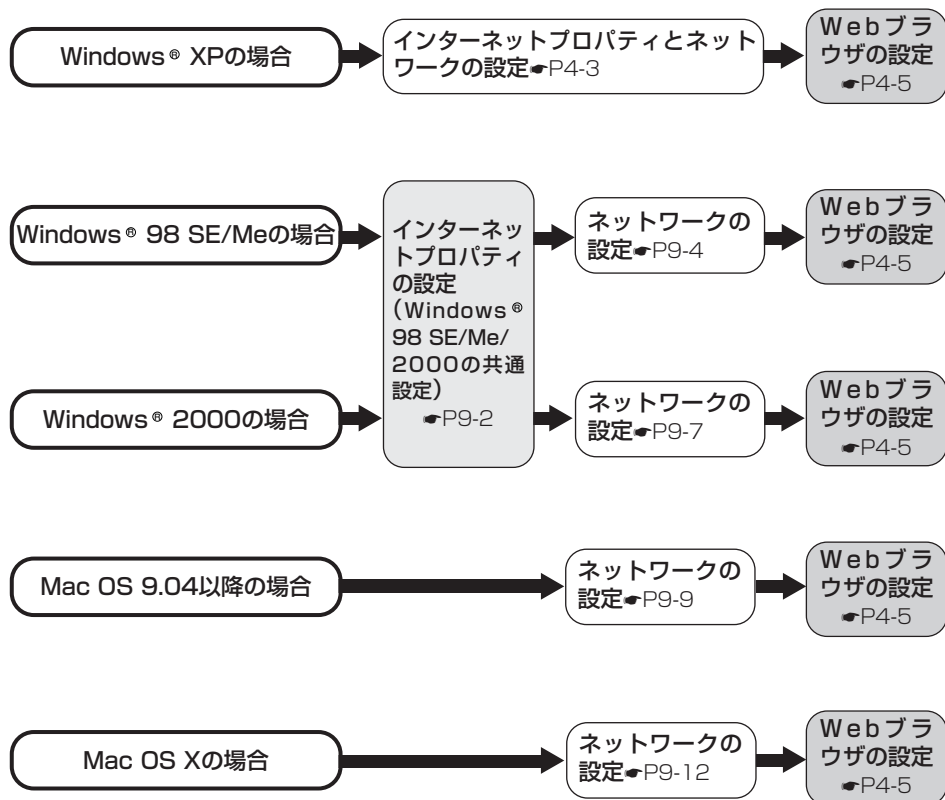 Windows® XPの場合
インターネットプロパティとネット
ワークの設定☛P4-3
Webブラ
ウザの設定
☛P4-5
Windows® 98 SE/Meの場合
インターネッ
トプロパティ
の設定
(Windows®
98 SE/Me/
2000の共通
設定)
☛P9-2
ネットワークの
設定☛P9-4
Webブラ
ウザの設定
☛P4-5
Windows® 2000の場合
ネットワークの
設定☛P9-7
Webブラ
ウザの設定
☛P4-5
Mac OS 9.04以降の場合
ネットワークの
設定☛P9-9
Webブラ
ウザの設定
☛P4-5
Mac OS Xの場合
ネットワークの
設定☛P9-12
Webブラ
ウザの設定
☛P4-5